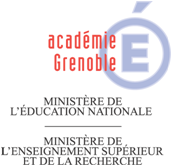 académie
Grenoble
é
MINISTÈRE DE
L'ÉDUCATION NATIONALE
MINISTÈRE DE
L'ENSEIGNEMENT SUPÉRIEUR
ET DE LA RECHERCHE